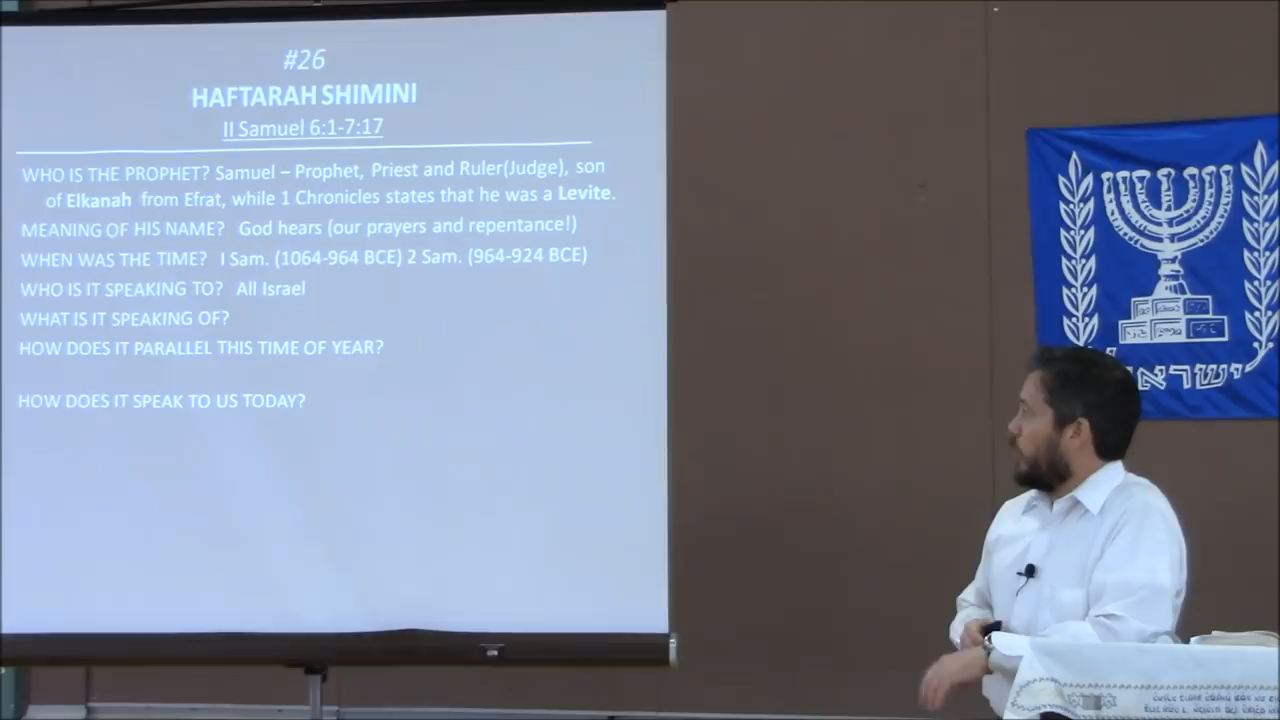 #26
HAFTARAH SHIMINI
II Samuel 6:1-7:17
WHO IS THE PROPHET? Samuel – Prophet, Priest and Ruler(Judge), son
of Elkanah from Efrat, while 1 Chronicles states that he was a Levite.
MEANING OF HIS NAME? God hears (our prayers and repentance!)
WHEN WAS THE TIME? I Sam. (1064-964 BCE) 2 Sam. (964-924 BCE)
WHO IS IT SPEAKING TO? All Israel
WHAT IS IT SPEAKING OF?
HOW DOES IT PARALLEL THIS TIME OF YEAR?
HOW DOES IT SPEAK TO US TODAY?
ישרא